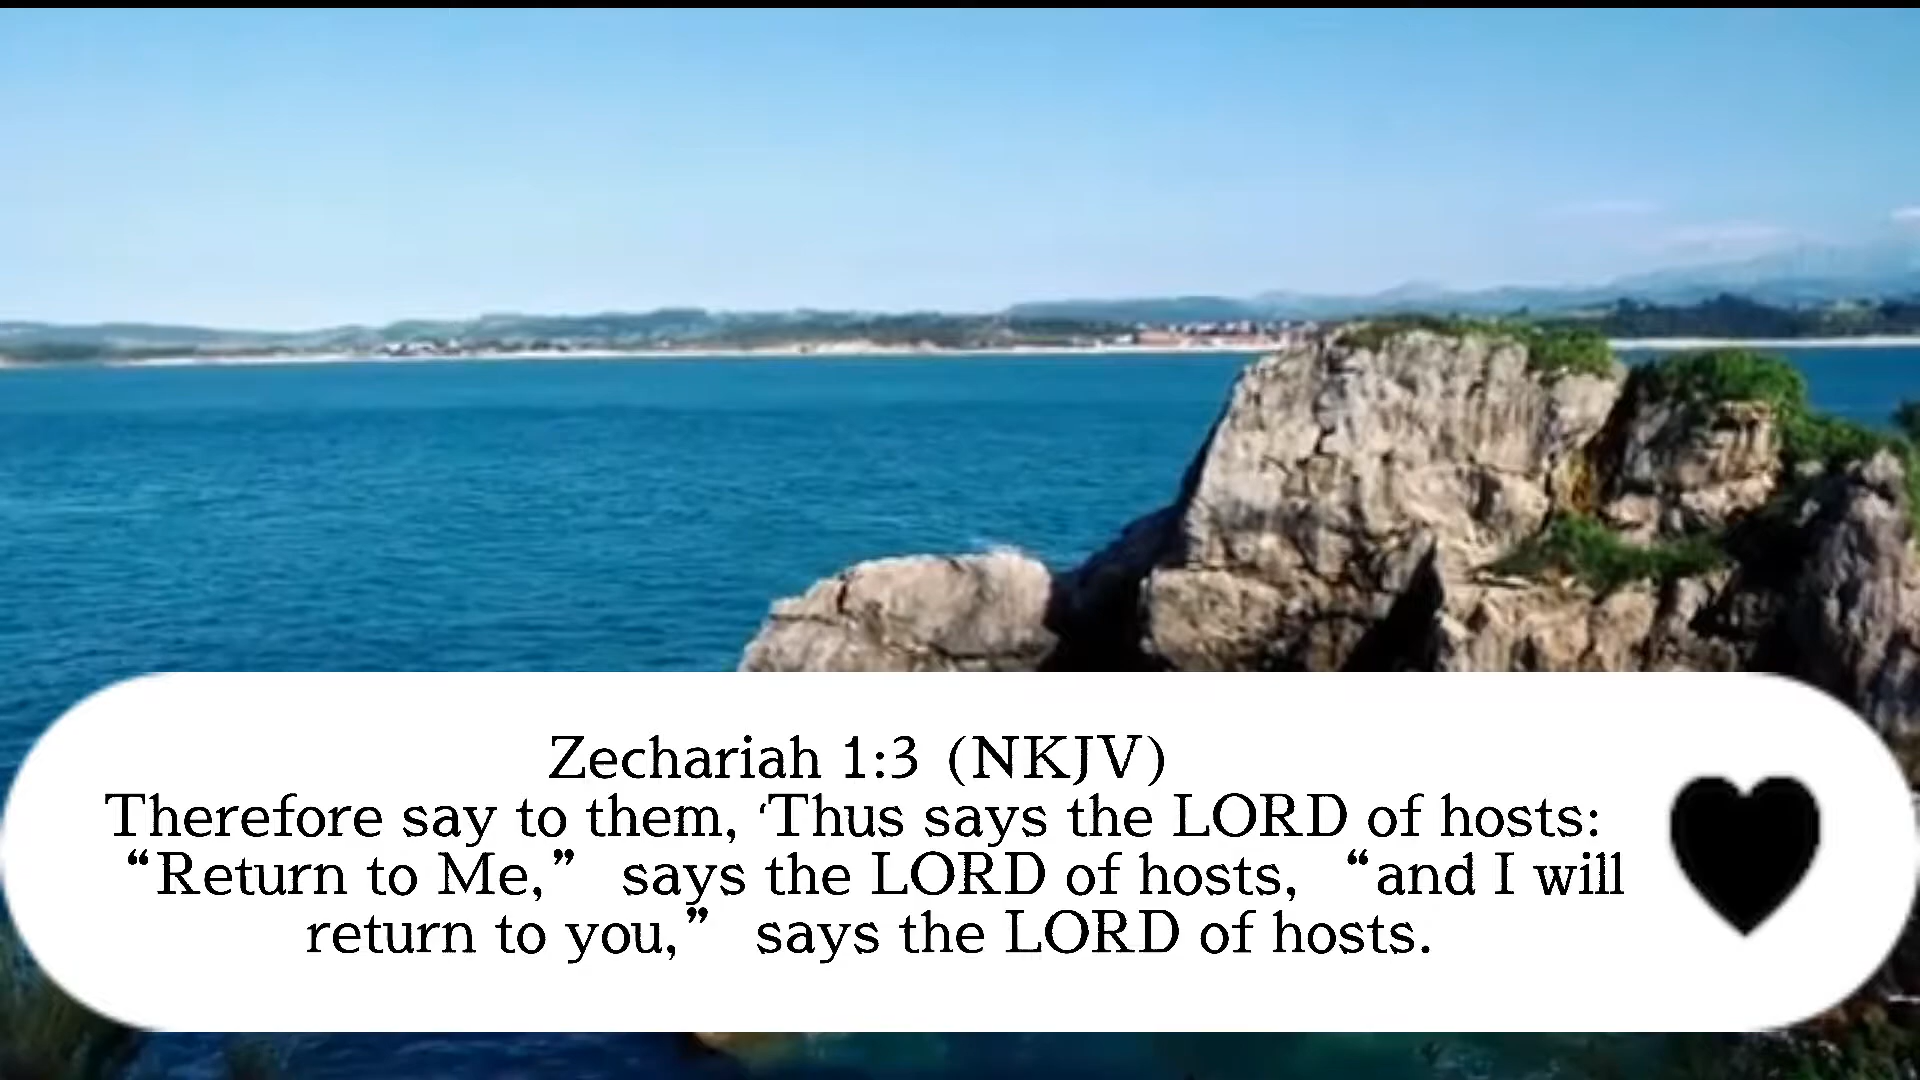 Zechariah 1:3 (NKJV)
Therefore say to them, ‘Thus says the LORD of hosts:
“Return to Me,” says the LORD of hosts, “and I will
return to you,” says the LORD of hosts.